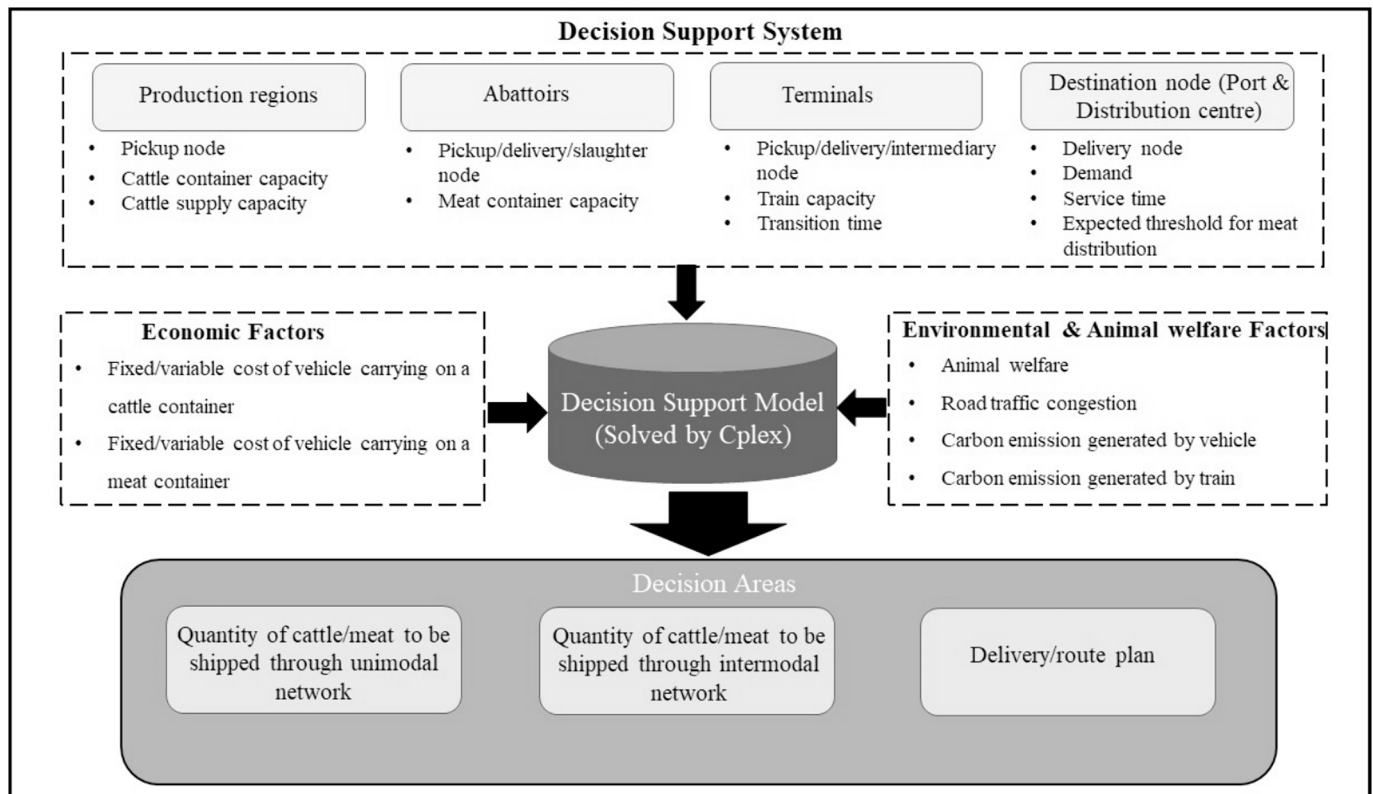 Decision Support System
Production regions
• Pickup node
• Cattle container capacity
• Cattle supply capacity
Abattoirs
• Pickup/delivery/slaughter
node
• Meat container capacity
Terminals
• Pickup/delivery/intermediary
node
• Train capacity
• Transition time
Destination node (Port &
Distribution centre)
• Delivery node
• Demand
• Service time
• Expected threshold for meat
distribution
Economic Factors
• Fixed/variable cost of vehicle carrying on a
cattle container
• Fixed/variable cost of vehicle carrying on a
meat container
Decision Support Model
(Solved by Cplex)
Environmental & Animal welfare Factors
• Animal welfare
• Road traffic congestion
• Carbon emission generated by vehicle
• Carbon emission generated by train
Decision Areas
Quantity of cattle/meat to be
shipped through unimodal
network
Quantity of cattle/meat to be
shipped through intermodal
network
Delivery/route plan